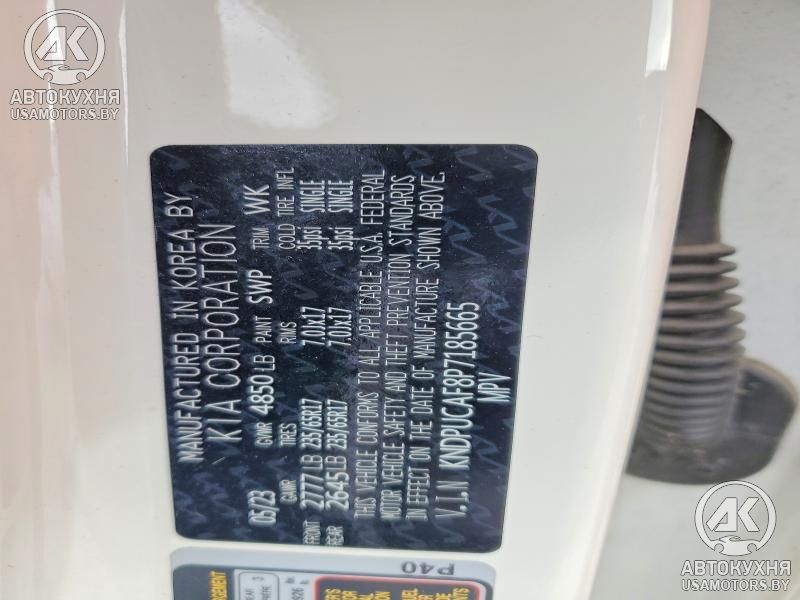 AK
АВТОКУХНЯ
USAMOTORS.BY
MANUFACTURED IN KOREA BY
KIA CORPORATION
05/23 GVWR 4850 LB PAINT SWP TRIM WK
GAWR TIRES RMS COLD TIRE INFL
FRONT 2777 LB 235/65R17 7.0Jx17 35psi SINGLE
REAR 2645 LB 235/65R17 7.0Jx17 35psi SINGLE
THIS VEHICLE CONFORMS TO ALL APPLICABLE U.S.A. FEDERAL
MOTOR VEHICLE SAFETY AND THEFT PREVENTION STANDARDS
IN EFFECT ON THE DATE OF MANUFACTURE SHOWN ABOVE.
V.I.N KNDPUCAF8P7185665
MPV
P40
AK
АВТОКУХНЯ
USAMOTORS.BY